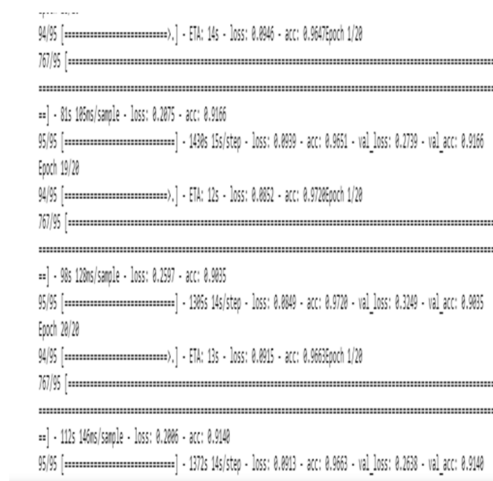 94/95 [===========================>.] - ETA: 14s - loss: 0.0946 - acc: 0.9647Epoch 1/20
767/95 [==========================================================================================
==========================================================================================
==] - 81s 105ms/sample - loss: 0.2075 - acc: 0.9166
95/95 [==============================] - 1430s 15s/step - loss: 0.0939 - acc: 0.9651 - val_loss: 0.2739 - val_acc: 0.9166
Epoch 19/20
94/95 [===========================>.] - ETA: 12s - loss: 0.0852 - acc: 0.9720Epoch 1/20
767/95 [==========================================================================================
==========================================================================================
==] - 98s 128ms/sample - loss: 0.2597 - acc: 0.9035
95/95 [==============================] - 1305s 14s/step - loss: 0.0849 - acc: 0.9720 - val_loss: 0.3249 - val_acc: 0.9035
Epoch 20/20
94/95 [===========================>.] - ETA: 13s - loss: 0.0915 - acc: 0.9663Epoch 1/20
767/95 [==========================================================================================
==========================================================================================
==] - 112s 146ms/sample - loss: 0.2006 - acc: 0.9140
95/95 [==============================] - 1372s 14s/step - loss: 0.0913 - acc: 0.9663 - val_loss: 0.2638 - val_acc: 0.9140